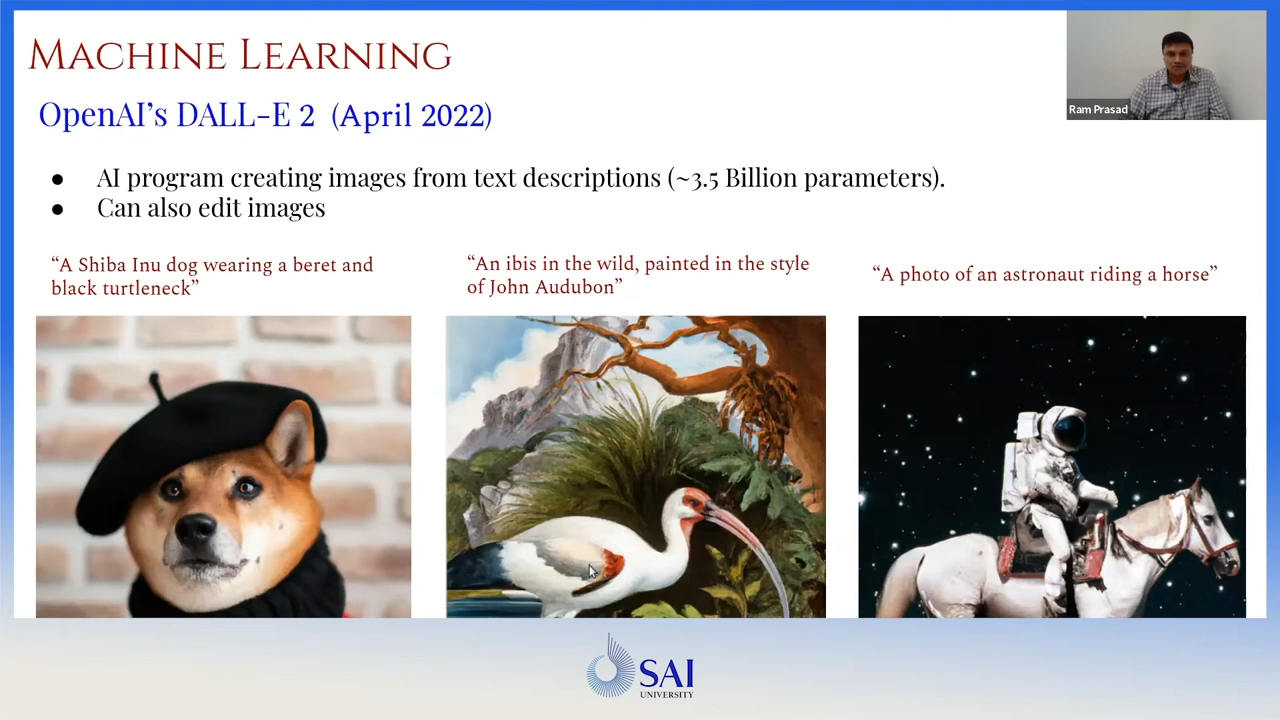 MACHINE LEARNING
OpenAI’s DALL-E 2 (April 2022)
Ram Prasad
● AI program creating images from text descriptions (~3.5 Billion parameters).
● Can also edit images
“A Shiba Inu dog wearing a beret and
black turtleneck”
“An ibis in the wild, painted in the style
of John Audubon”
“A photo of an astronaut riding a horse”
SAI
UNIVERSITY